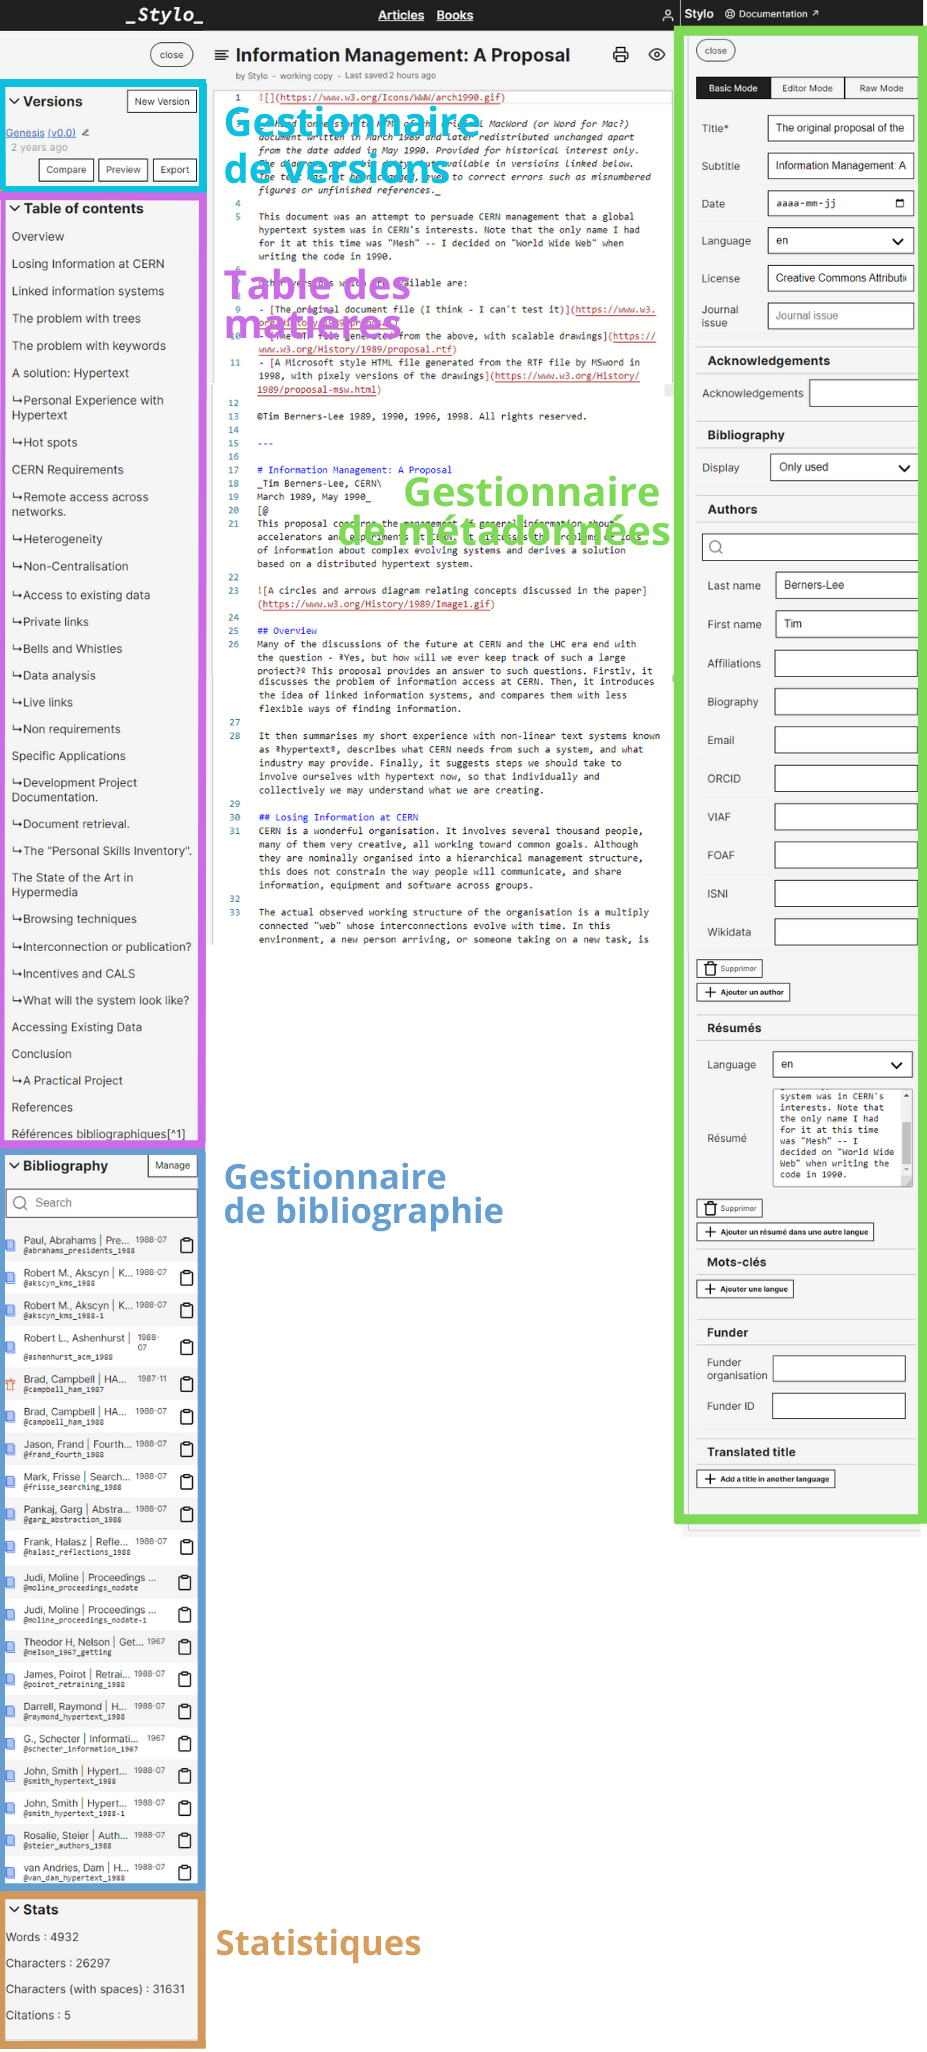 _Stylo_
Articles Books
Stylo Documentation ↗
close
Information Management: A Proposal
by Stylo - working copy - Last saved 2 hours ago
Versions
New Version
Genesis (v0.0)
2 years ago
Compare Preview Export
Table of contents
Overview
Losing Information at CERN
Linked information systems
The problem with trees
The problem with keywords
A solution: Hypertext
↪Personal Experience with
Hypertext
↪Hot spots
CERN Requirements
↪Remote access across
networks.
↪Heterogeneity
↪Non-Centralisation
↪Access to existing data
↪Private links
↪Bells and Whistles
↪Data analysis
↪Live links
↪Non requirements
Specific Applications
↪Development Project
Documentation.
↪Document retrieval.
↪The "Personal Skills Inventory".
The State of the Art in
Hypermedia
↪Browsing techniques
↪Interconnection or publication?
↪Incentives and CALS
↪What will the system look like?
Accessing Existing Data
Conclusion
↪A Practical Project
References
Références bibliographiques[^1]
Bibliography
Manage
Search
Paul, Abrahams | Pre... 1988-07
@abrahams_presidents_1988
Robert M., Akscyn | K... 1988-07
@akscyn_kms_1988
Robert M., Akscyn | K... 1988-07
@akscyn_kms_1988-1
Robert L., Ashenhurst | 1988-07
@ashenhurst_acm_1988
Brad, Campbell | HA... 1987-11
@campbell_ham_1987
Brad, Campbell | HA... 1988-07
@campbell_ham_1988
Jason, Frand | Fourth... 1988-07
@frand_fourth_1988
Mark, Frisse | Search... 1988-07
@frisse_searching_1988
Pankaj, Garg | Abstra... 1988-07
@garg_abstraction_1988
Frank, Halasz | Refle... 1988-07
@halasz_reflections_1988
Judi, Moline | Proceedings ...
@moline_proceedings_nodate
Judi, Moline | Proceedings ...
@moline_proceedings_nodate-1
Theodor H, Nelson | Get... 1967
@nelson_1967_getting
James, Poirot | Retrai... 1988-07
@poirot_retraining_1988
Darrell, Raymond | H... 1988-07
@raymond_hypertext_1988
G., Schecter | Informati... 1967
@schecter_information_1967
John, Smith | Hypert... 1988-07
@smith_hypertext_1988
John, Smith | Hypert... 1988-07
@smith_hypertext_1988-1
Rosalie, Steier | Auth... 1988-07
@steier_authors_1988
van Andries, Dam | H... 1988-07
@van_dam_hypertext_1988
Stats
Words : 4932
Characters : 26297
Characters (with spaces) : 31631
Citations : 5
Gestionnaire
de versions
Table des
matières
Gestionnaire
de métadonnées
Gestionnaire
de bibliographie
Statistiques
1 ![](https://www.w3.org/Icons/WWW/arch1990.gif)
document written in March 1989 and later redistributed unchanged apart
from the date added in May 1990. Provided for historical interest only.
figures or unfinished references._
4
5 This document was an attempt to persuade CERN management that a global
hypertext system was in CERN's interests. Note that the only name I had
for it at this time was "Mesh" -- I decided on "World Wide Web" when
writing the code in 1990.
9 - [The original document file (I think - I can't test it)](https://www.w3.
10 - [The RTF file generated from the above, with scalable drawings](https://
www.w3.org/History/1989/proposal.rtf)
11 - [A Microsoft style HTML file generated from the RTF file by MSword in
1998, with pixely versions of the drawings](https://www.w3.org/History/
1989/proposal-msw.html)
12
13 ©Tim Berners-Lee 1989, 1990, 1996, 1998. All rights reserved.
14
15 ---
16
17 # Information Management: A Proposal
18 _Tim Berners-Lee, CERN\
19 March 1989, May 1990_
20 [@
21 This proposal concerns the management of general information about
accelerators and experiments at CERN. It discusses the problems of loss
of information about complex evolving systems and derives a solution
based on a distributed hypertext system.
22
23 ![A circles and arrows diagram relating concepts discussed in the paper]
(https://www.w3.org/History/1989/Image1.gif)
24
25 ## Overview
26 Many of the discussions of the future at CERN and the LHC era end with
the question - ªYes, but how will we ever keep track of such a large
project?º This proposal provides an answer to such questions. Firstly, it
discusses the problem of information access at CERN. Then, it introduces
the idea of linked information systems, and compares them with less
flexible ways of finding information.
27
28 It then summarises my short experience with non-linear text systems known
as ªhypertextº, describes what CERN needs from such a system, and what
industry may provide. Finally, it suggests steps we should take to
involve ourselves with hypertext now, so that individually and
collectively we may understand what we are creating.
29
30 ## Losing Information at CERN
31 CERN is a wonderful organisation. It involves several thousand people,
many of them very creative, all working toward common goals. Although
they are nominally organised into a hierarchical management structure,
this does not constrain the way people will communicate, and share
information, equipment and software across groups.
32
33 The actual observed working structure of the organisation is a multiply
connected "web" whose interconnections evolve with time. In this
environment, a new person arriving, or someone taking on a new task, is
close
Basic Mode Editor Mode Raw Mode
Title* The original proposal of the
Subtitle Information Management: A
Date aaaa-mm-jj
Language en
License Creative Commons Attributi
Journal
issue Journal issue
Acknowledgements
Acknowledgements
Bibliography
Display Only used
Authors
Last name Berners-Lee
First name Tim
Affiliations
Biography
Email
ORCID
VIAF
FOAF
ISNI
Wikidata
Supprimer
Ajouter un author
Résumés
Language en
Résumé
system was in CERN's
interests. Note that
the only name I had
for it at this time
was "Mesh" -- I
decided on "World Wide
Web" when writing the
code in 1990.
Supprimer
Ajouter un résumé dans une autre langue
Mots-clés
Ajouter une langue
Funder
Funder
organisation
Funder ID
Translated title
Add a title in another language